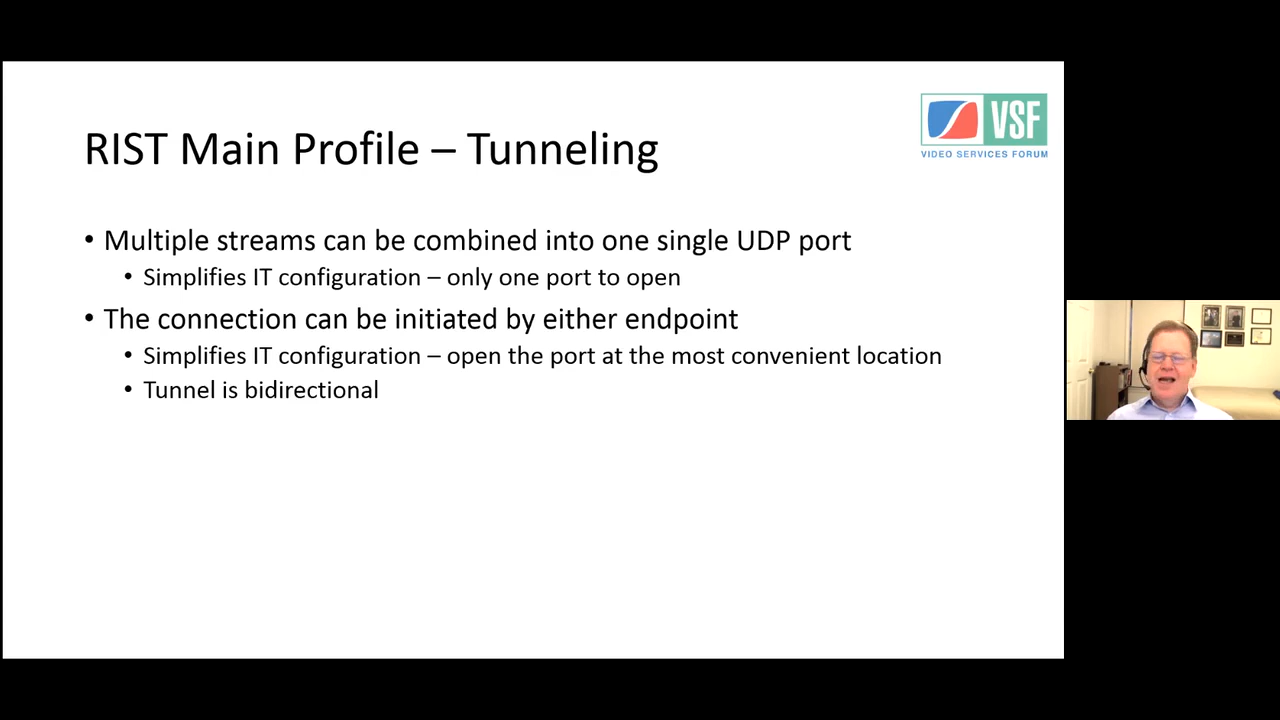 RIST Main Profile – Tunneling
VSF
VIDEO SERVICES FORUM
• Multiple streams can be combined into one single UDP port
• Simplifies IT configuration – only one port to open
• The connection can be initiated by either endpoint
• Simplifies IT configuration – open the port at the most convenient location
• Tunnel is bidirectional